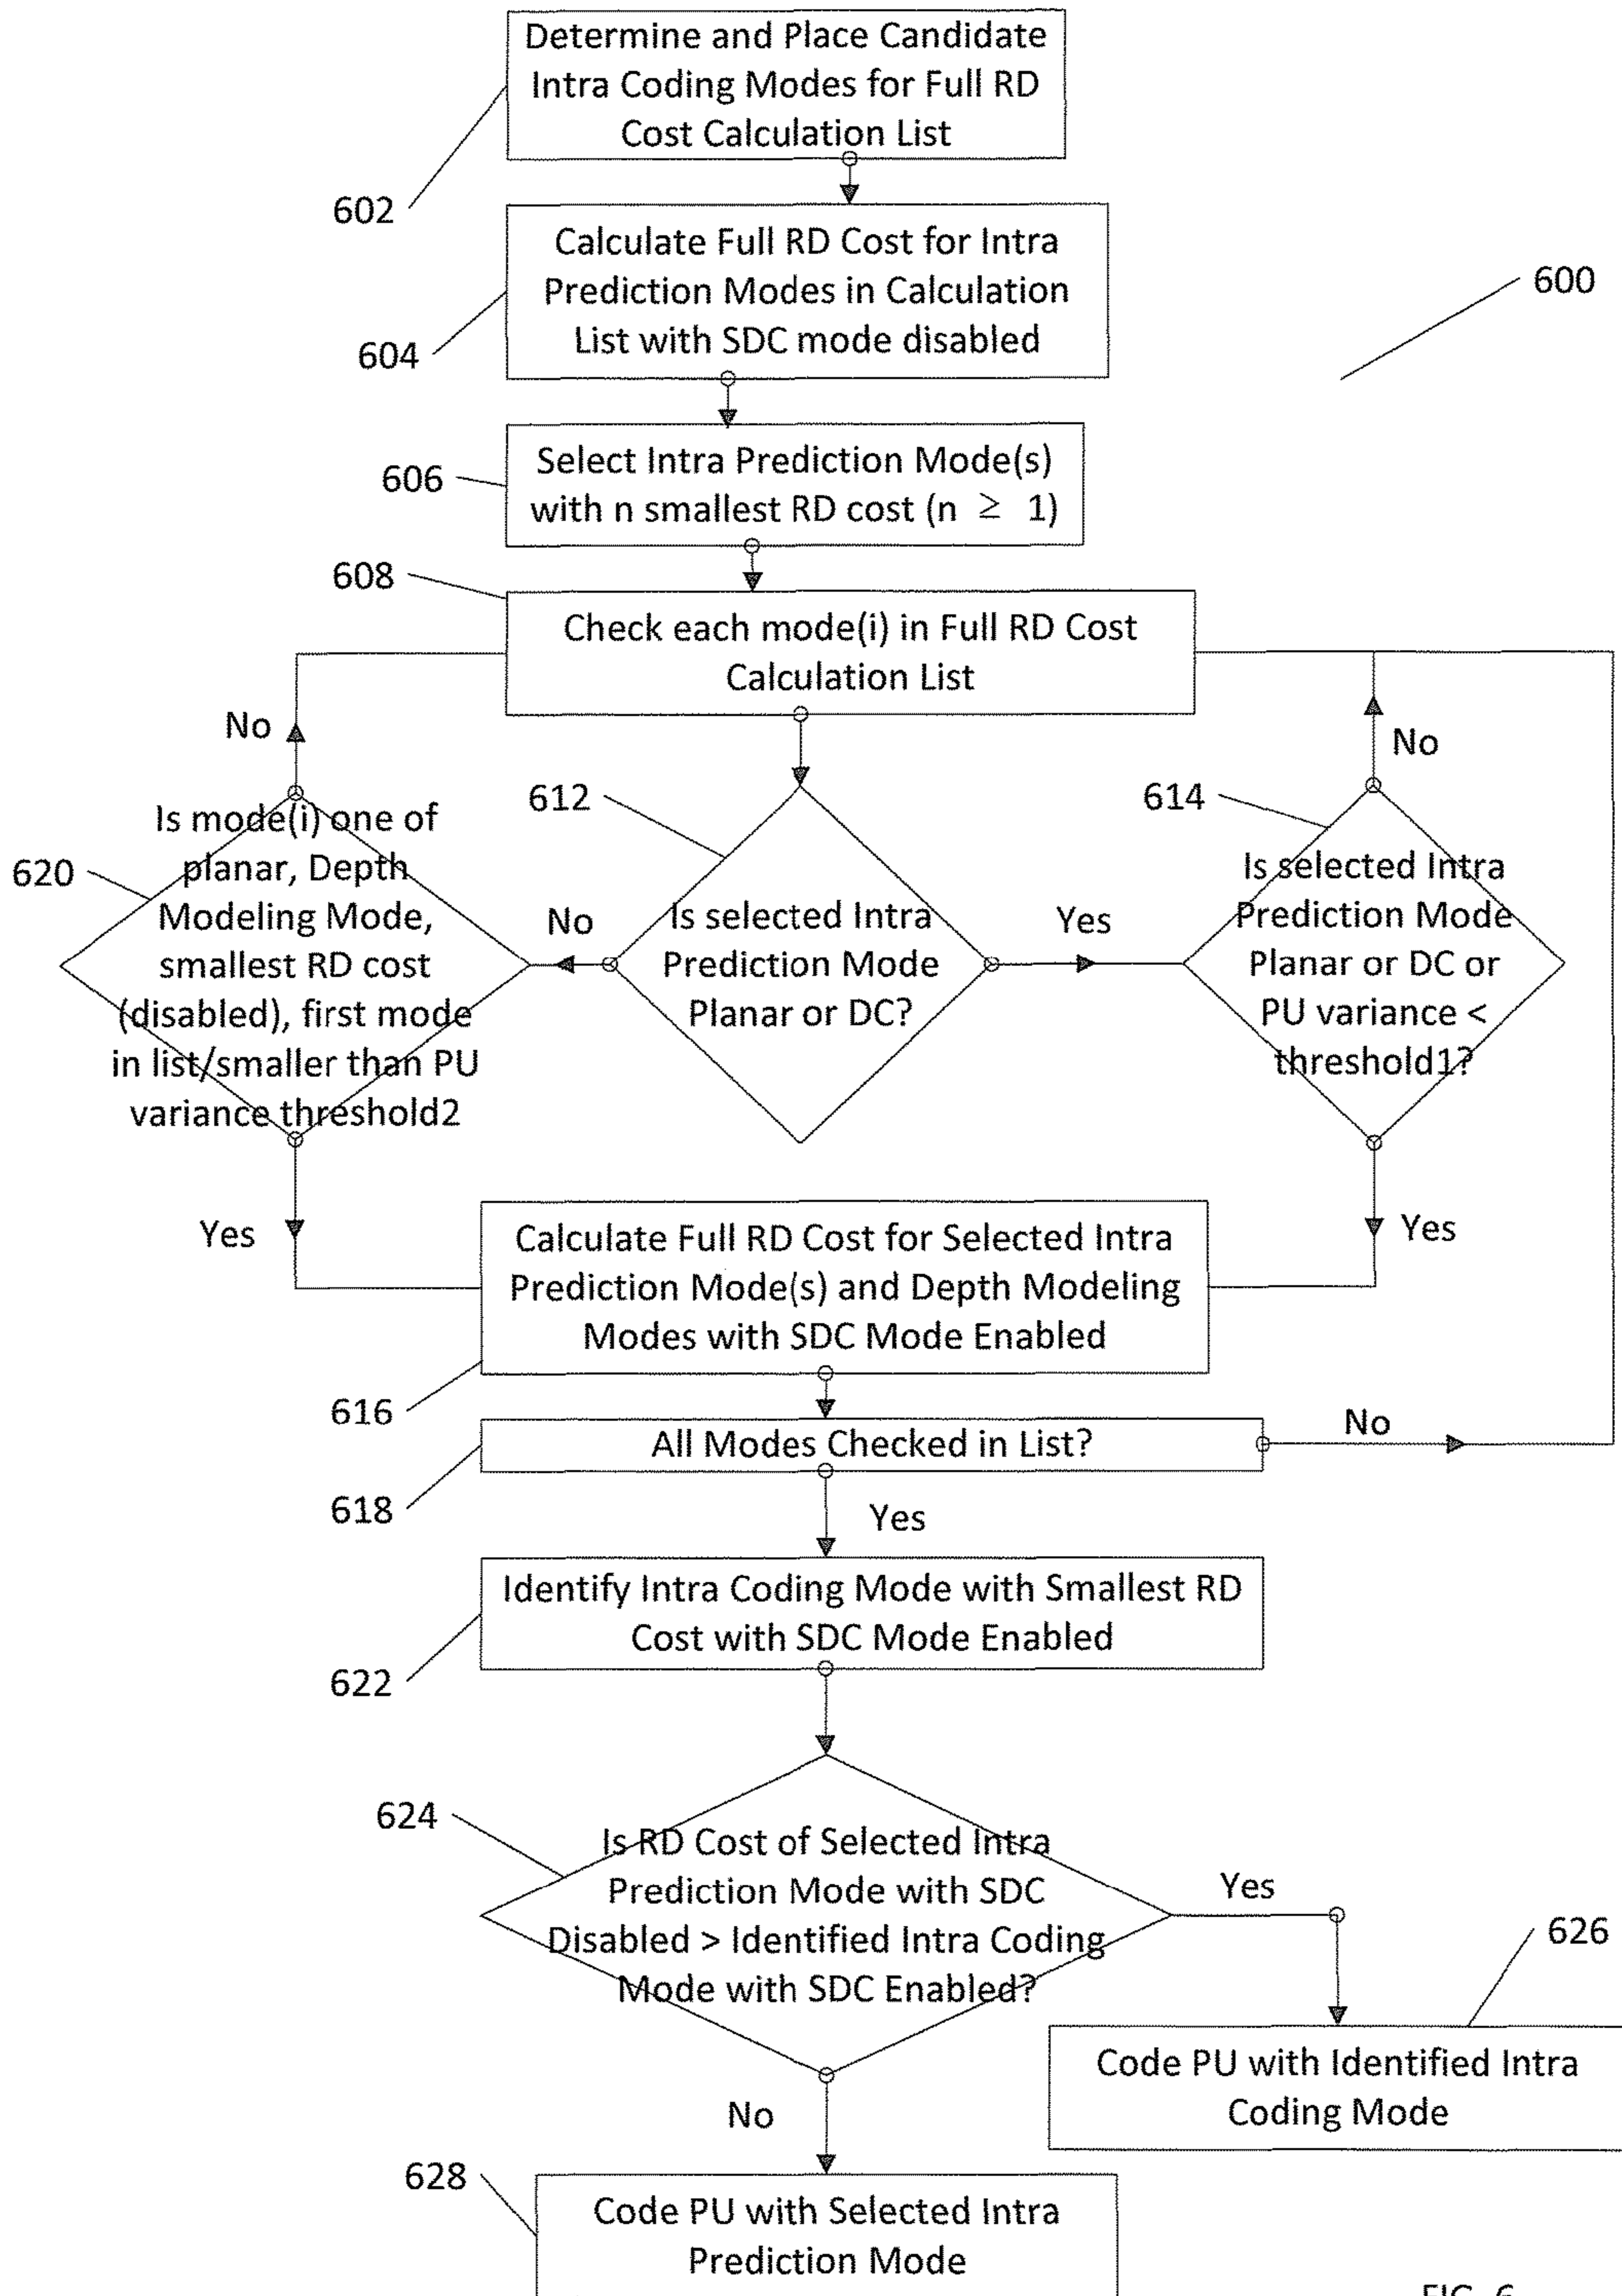 Determine and Place Candidate
Intra Coding Modes for Full RD
Cost Calculation List
602
Calculate Full RD Cost for Intra
Prediction Modes in Calculation
List with SDC mode disabled
604
600
Select Intra Prediction Mode(s)
with n smallest RD cost (n ≥ 1)
606
608
Check each mode(i) in Full RD Cost
Calculation List
No
No
612
614
620
Is mode(i) one of
planar, Depth
Modeling Mode,
smallest RD cost
(disabled), first mode
in list/smaller than PU
variance threshold2
No
Is selected Intra
Prediction Mode
Planar or DC?
Yes
Is selected Intra
Prediction Mode
Planar or DC or
PU variance <
threshold1?
Yes
Yes
Calculate Full RD Cost for Selected Intra
Prediction Mode(s) and Depth Modeling
Modes with SDC Mode Enabled
616
All Modes Checked in List?
No
618
Yes
Identify Intra Coding Mode with Smallest RD
Cost with SDC Mode Enabled
622
624
Is RD Cost of Selected Intra
Prediction Mode with SDC
Disabled > Identified Intra Coding
Mode with SDC Enabled?
Yes
626
Code PU with Identified Intra
Coding Mode
No
628
Code PU with Selected Intra
Prediction Mode
FIG. 6